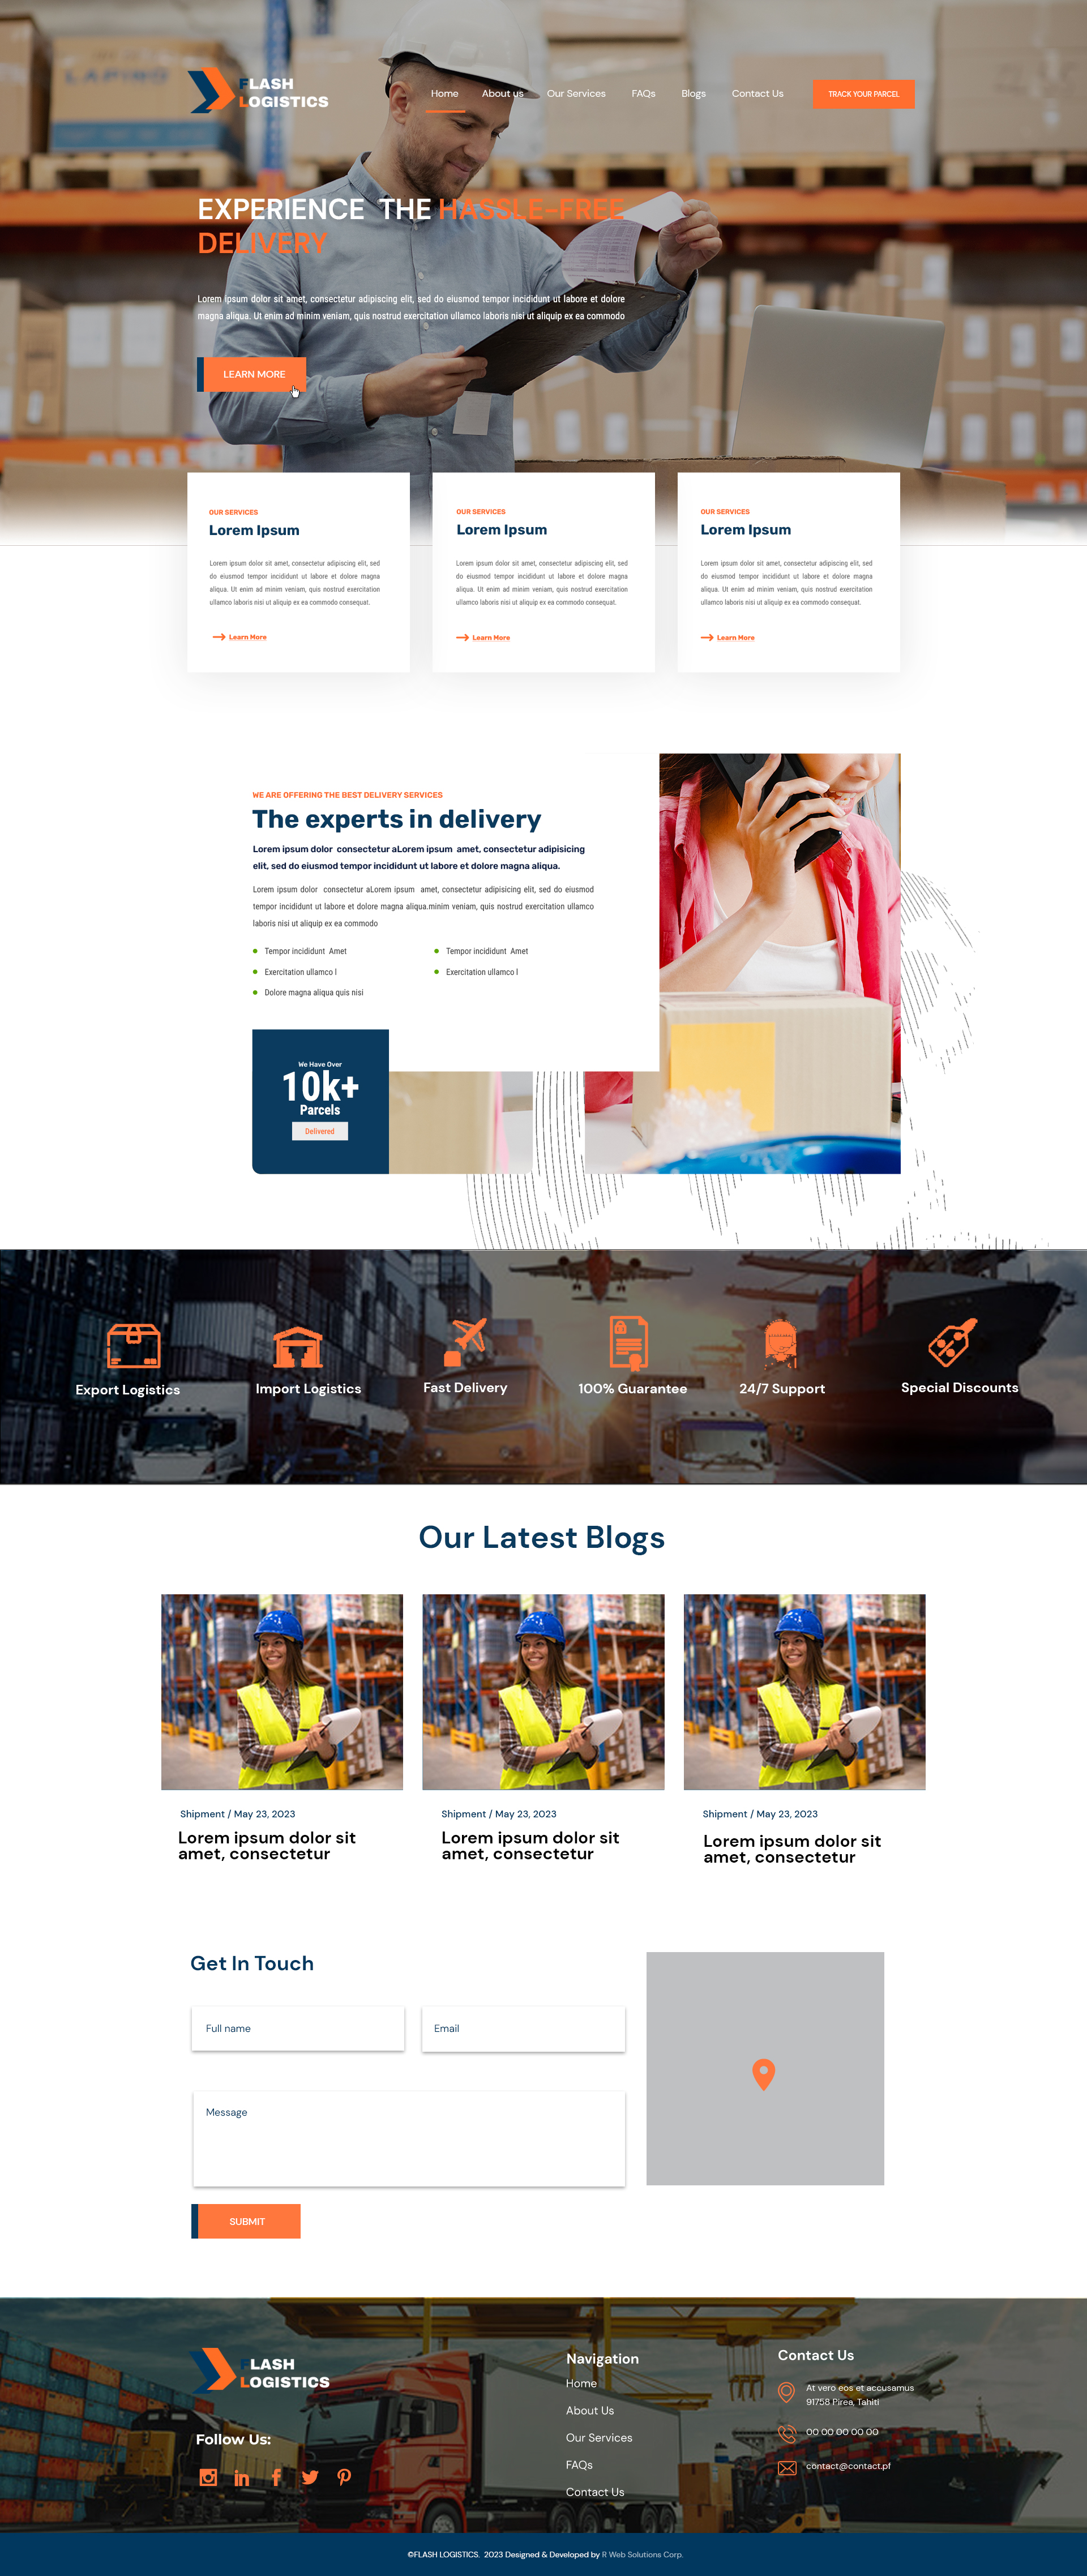 FLASH
LOGISTICS
Home About us Our Services FAQs Blogs Contact Us TRACK YOUR PARCEL
EXPERIENCE THE HASSLE-FREE
DELIVERY
Lorem ipsum dolor sit amet, consectetur adipiscing elit, sed do eiusmod tempor incididunt ut labore et dolore
magna aliqua. Ut enim ad minim veniam, quis nostrud exercitation ullamco laboris nisi ut aliquip ex ea commodo
LEARN MORE
OUR SERVICES
Lorem Ipsum
Lorem ipsum dolor sit amet, consectetur adipiscing elit, sed
do eiusmod tempor incididunt ut labore et dolore magna
aliqua. Ut enim ad minim veniam, quis nostrud exercitation
ullamco laboris nisi ut aliquip ex ea commodo consequat.
Learn More
OUR SERVICES
Lorem Ipsum
Lorem ipsum dolor sit amet, consectetur adipiscing elit, sed
do eiusmod tempor incididunt ut labore et dolore magna
aliqua. Ut enim ad minim veniam, quis nostrud exercitation
ullamco laboris nisi ut aliquip ex ea commodo consequat.
Learn More
OUR SERVICES
Lorem Ipsum
Lorem ipsum dolor sit amet, consectetur adipiscing elit, sed
do eiusmod tempor incididunt ut labore et dolore magna
aliqua. Ut enim ad minim veniam, quis nostrud exercitation
ullamco laboris nisi ut aliquip ex ea commodo consequat.
Learn More
WE ARE OFFERING THE BEST DELIVERY SERVICES
The experts in delivery
Lorem ipsum dolor consectetur aLorem ipsum amet, consectetur adipisicing
elit, sed do eiusmod tempor incididunt ut labore et dolore magna aliqua.
Lorem ipsum dolor consectetur aLorem ipsum amet, consectetur adipisicing elit, sed do eiusmod
tempor incididunt ut labore et dolore magna aliqua.minim veniam, quis nostrud exercitation ullamco
laboris nisi ut aliquip ex ea commodo
Tempor incididunt Amet
Exercitation ullamco l
Dolore magna aliqua quis nisi
Tempor incididunt Amet
Exercitation ullamco l
We Have Over
10k+
Parcels
Delivered
Export Logistics
Import Logistics
Fast Delivery
100% Guarantee
24/7 Support
Special Discounts
Our Latest Blogs
Shipment / May 23, 2023
Lorem ipsum dolor sit
amet, consectetur
Shipment / May 23, 2023
Lorem ipsum dolor sit
amet, consectetur
Shipment / May 23, 2023
Lorem ipsum dolor sit
amet, consectetur
Get In Touch
Full name
Email
Message
SUBMIT
FLASH
LOGISTICS
Follow Us:
Navigation
Home
About Us
Our Services
FAQs
Contact Us
Contact Us
At vero eos et accusamus
91758 Pirea, Tahiti
00 00 00 00 00
contact@contact.pf
©FLASH LOGISTICS. 2023 Designed & Developed by R Web Solutions Corp.